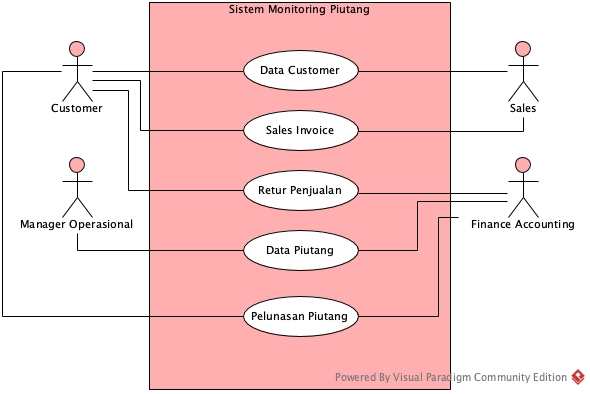 Sistem Monitoring Piutang
Data Customer
Customer
Sales
Sales Invoice
Retur Penjualan
Manager Operasional
Finance Accounting
Data Piutang
Pelunasan Piutang
Powered By Visual Paradigm Community Edition